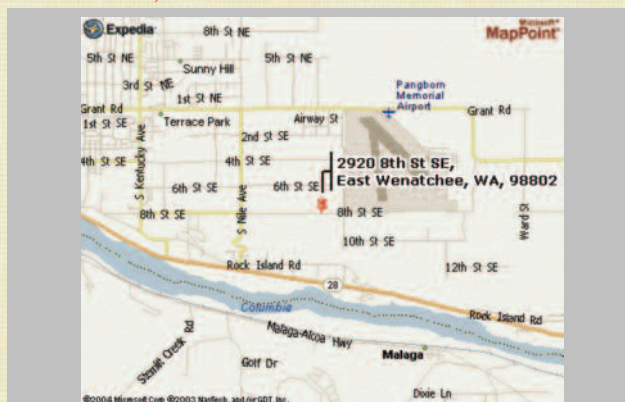 Expedia
Microsoft
MapPoint
8th St NE
5th St NE
5th St NE
Sunny Hill
3rd St NE
1st St NE
Pangborn
Memorial
Airport
Grant Rd
Grant Rd
Terrace Park
Airway St
1st St SE
2nd St SE
4th St SE
4th St SE
S Kentucky Ave
2920 8th St SE,
East Wenatchee, WA, 98802
6th St SE
6th St SE
S Nile Ave
8th St SE
8th St SE
Ward St
10th St SE
Rock Island Rd
12th St SE
28
Columbia
Rock Island Rd
Malaga-Alcoa Hwy
Stemilt Creek Rd
Golf Dr
Malaga
Dixie Ln
©2004 Microsoft Corp ©2003 NavTech, and/or GDT, Inc.